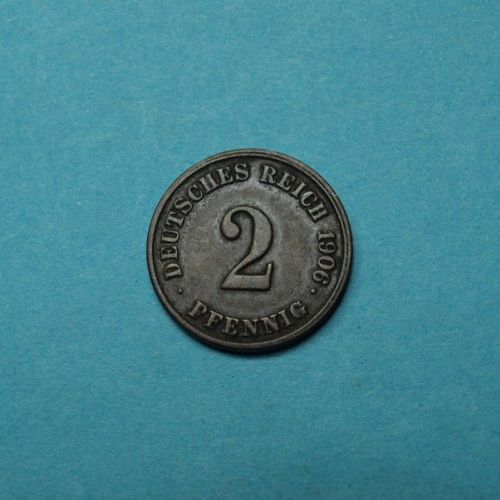 · DEUTSCHES REICH 1906 ·
2
PFENNIG